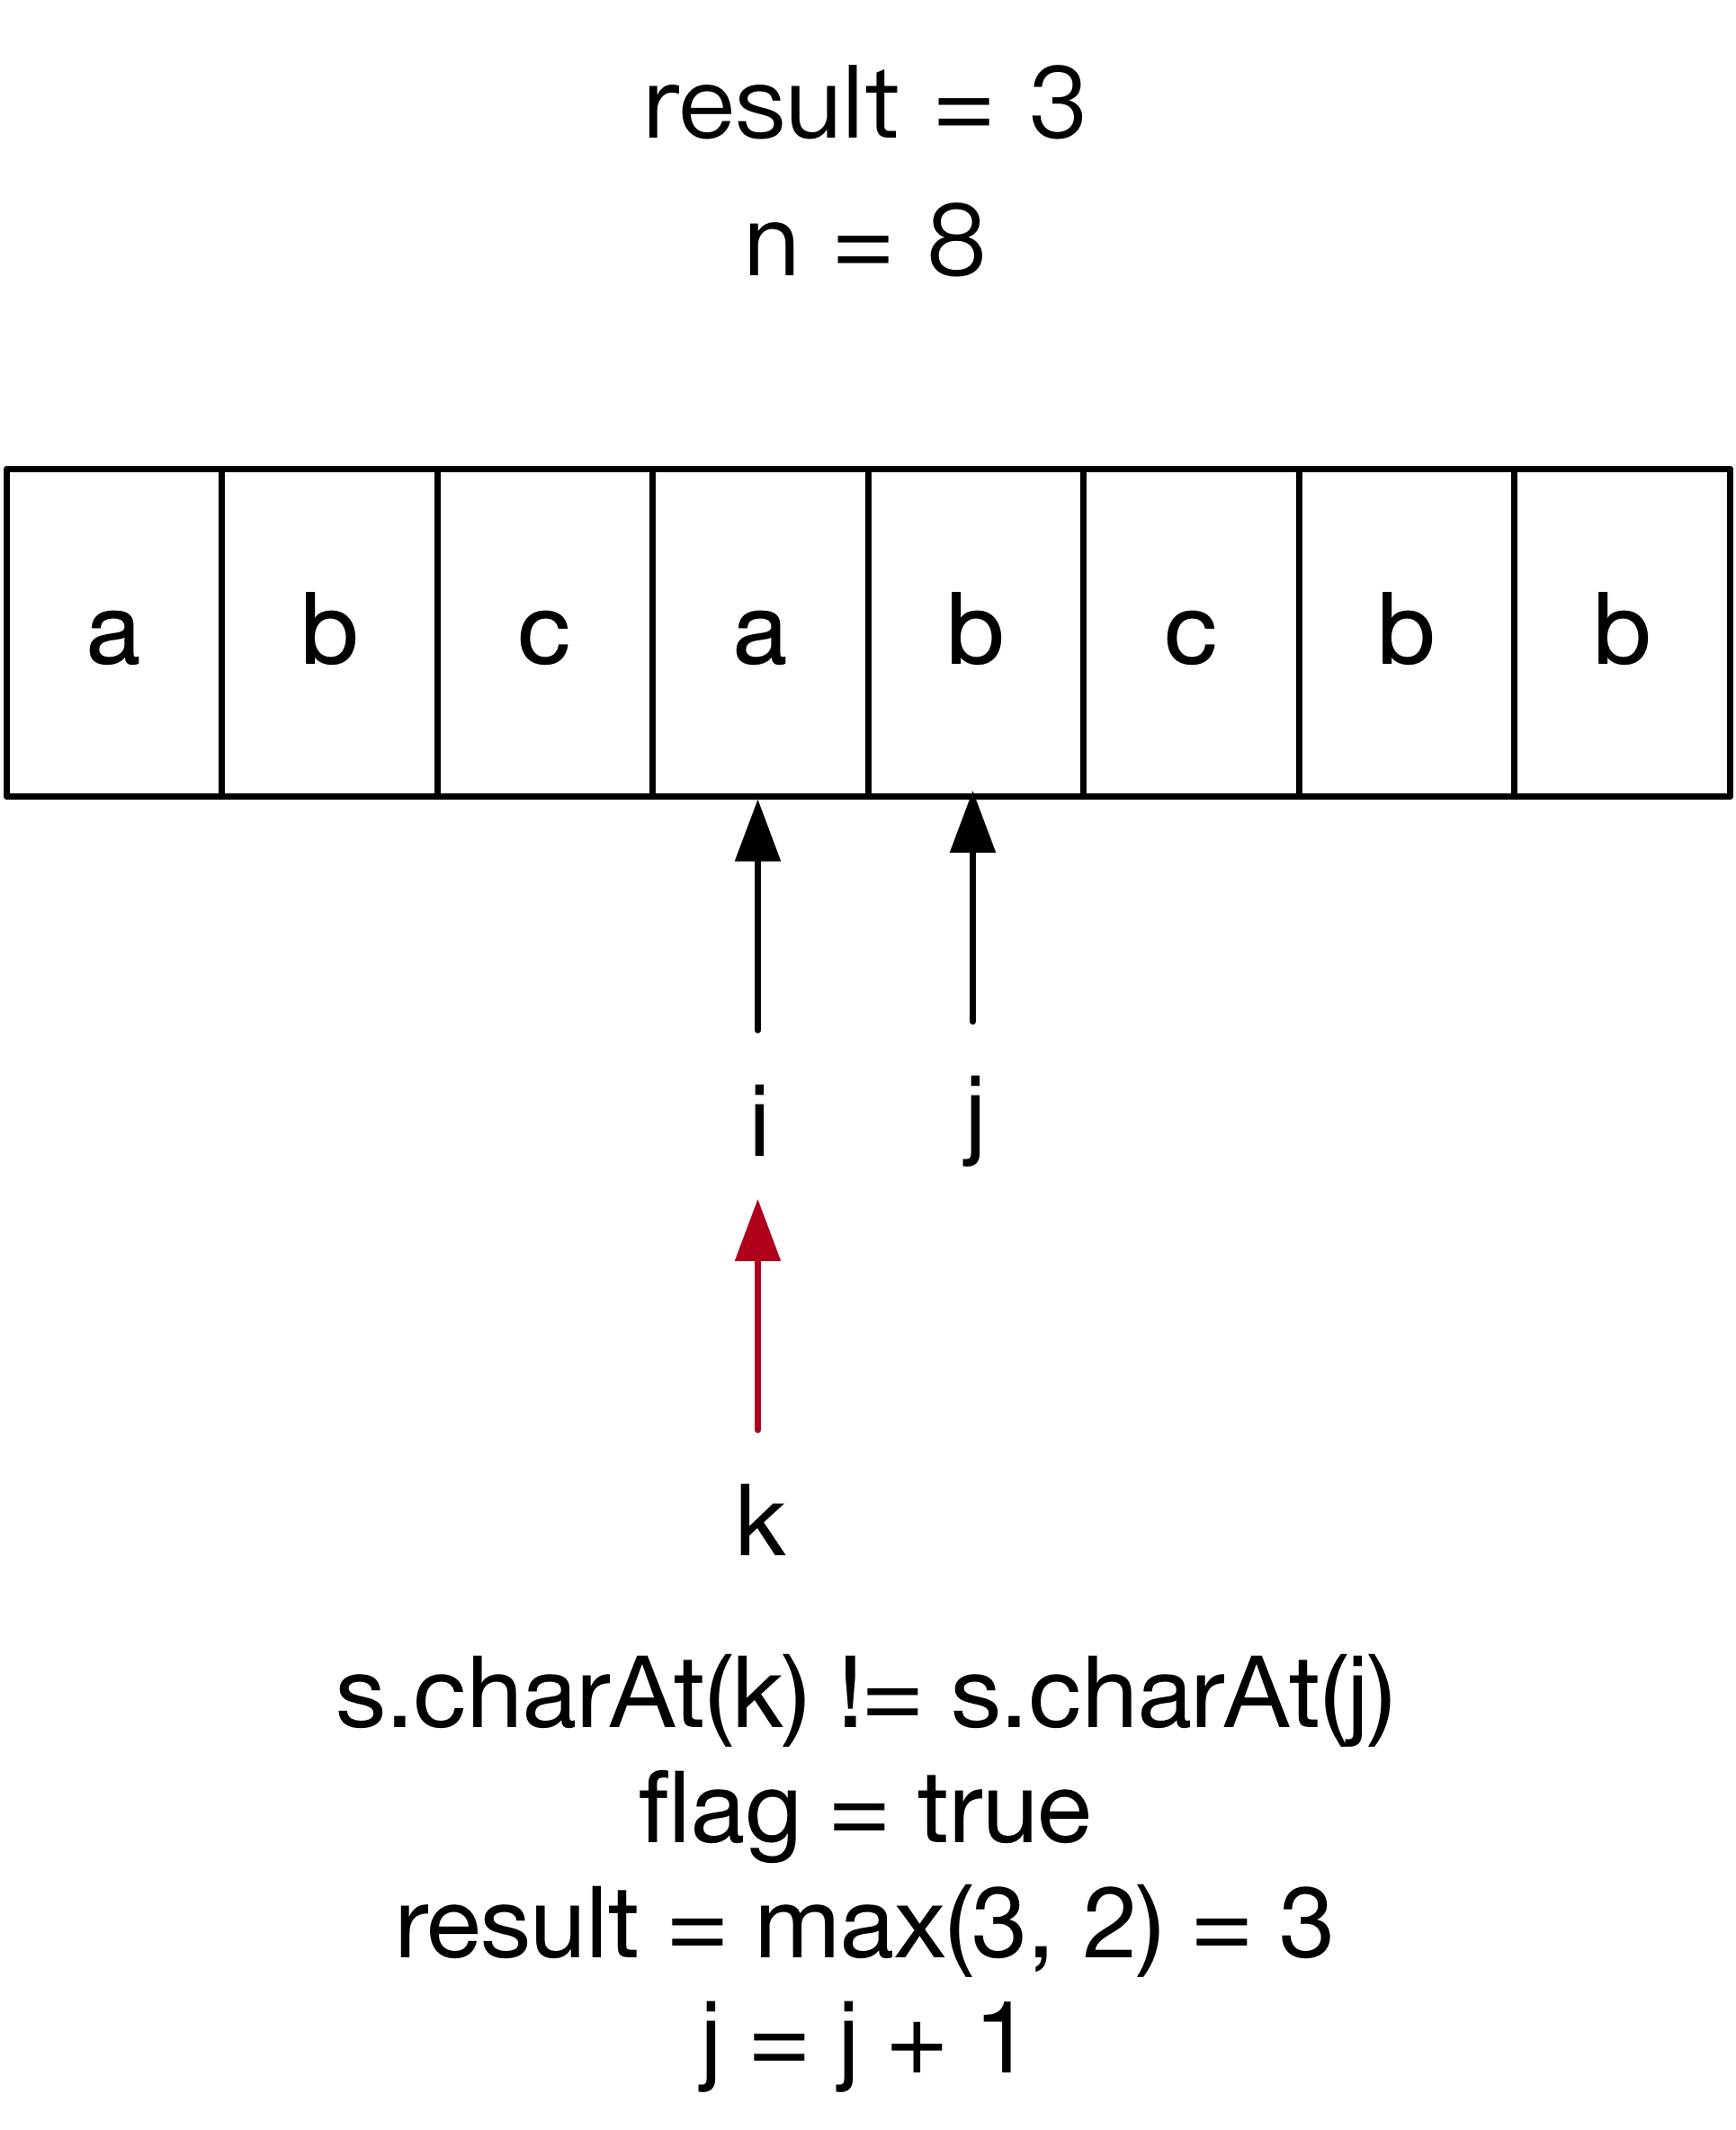 result = 3
n = 8
a b c a b c b b
i j
k
s.charAt(k) != s.charAt(j)
flag = true
result = max(3, 2) = 3
j = j + 1